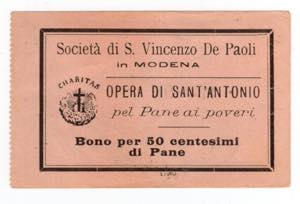 Società di S. Vincenzo De Paoli
in MODENA
CHARITAS
OPERA DI SANT'ANTONIO
pel Pane ai poveri
Bono per 50 centesimi
di Pane